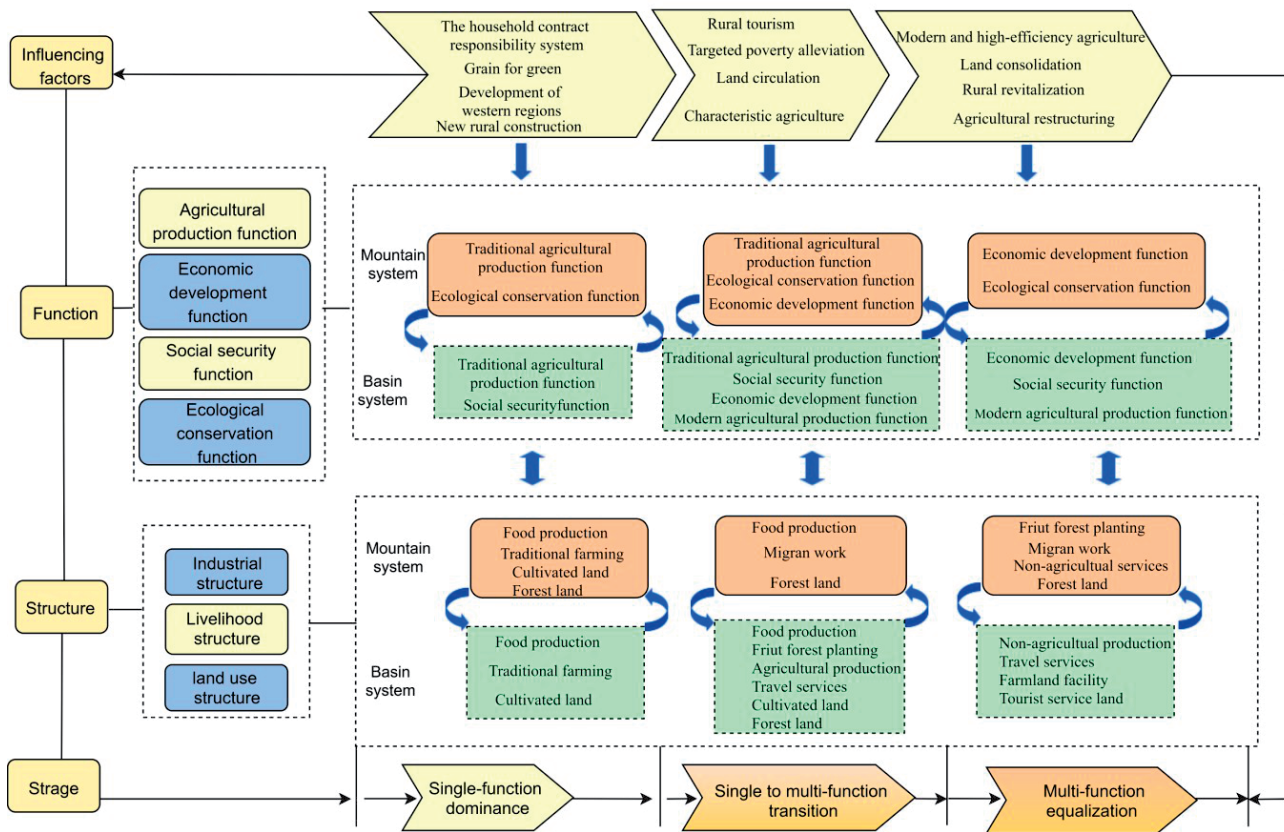 The household contract
responsibility system
Grain for green
Development of
western regions
New rural construction
Rural tourism
Targeted poverty alleviation
Land circulation
Characteristic agriculture
Modern and high-efficiency agriculture
Land consolidation
Rural revitalization
Agricultural restructuring
Influencing
factors
Function
Agricultural
production function
Economic
development
function
Social security
function
Ecological
conservation
function
Mountain
system
Traditional agricultural
production function
Ecological conservation function
Traditional agricultural
production function
Ecological conservation function
Economic development function
Economic development function
Ecological conservation function
Basin
system
Traditional agricultural
production function
Social securityfunction
Traditional agricultural production function
Social security function
Economic development function
Modern agricultural production function
Economic development function
Social security function
Modern agricultural production function
Structure
Industrial
structure
Livelihood
structure
land use
structure
Mountain
system
Food production
Traditional farming
Cultivated land
Forest land
Food production
Migran work
Forest land
Friut forest planting
Migran work
Non-agricultual services
Forest land
Basin
system
Food production
Traditional farming
Cultivated land
Food production
Friut forest planting
Agricultural production
Travel services
Cultivated land
Forest land
Non-agricultual production
Travel services
Farmland facility
Tourist service land
Strage
Single-function
dominance
Single to multi-function
transition
Multi-function
equalization